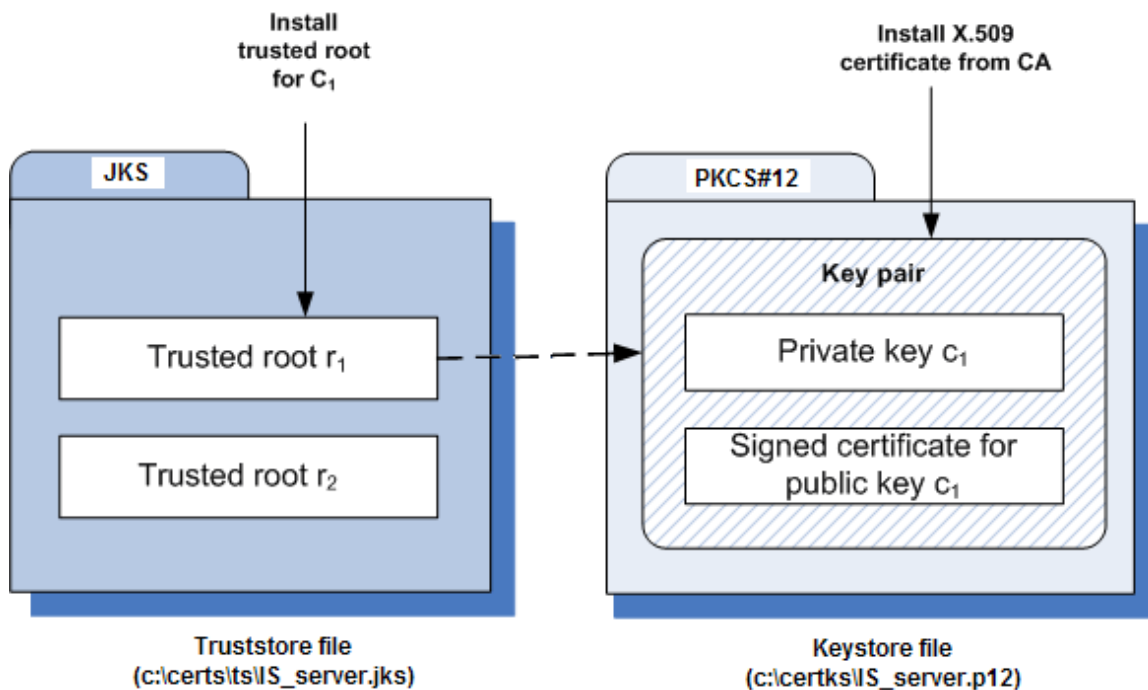 Install
trusted root
for C₁
Install X.509
certificate from CA
JKS
PKCS#12
Key pair
Trusted root r₁
Private key c₁
Trusted root r₂
Signed certificate for
public key c₁
Truststore file
(c:\certs\ts\IS_server.jks)
Keystore file
(c:\certks\IS_server.p12)